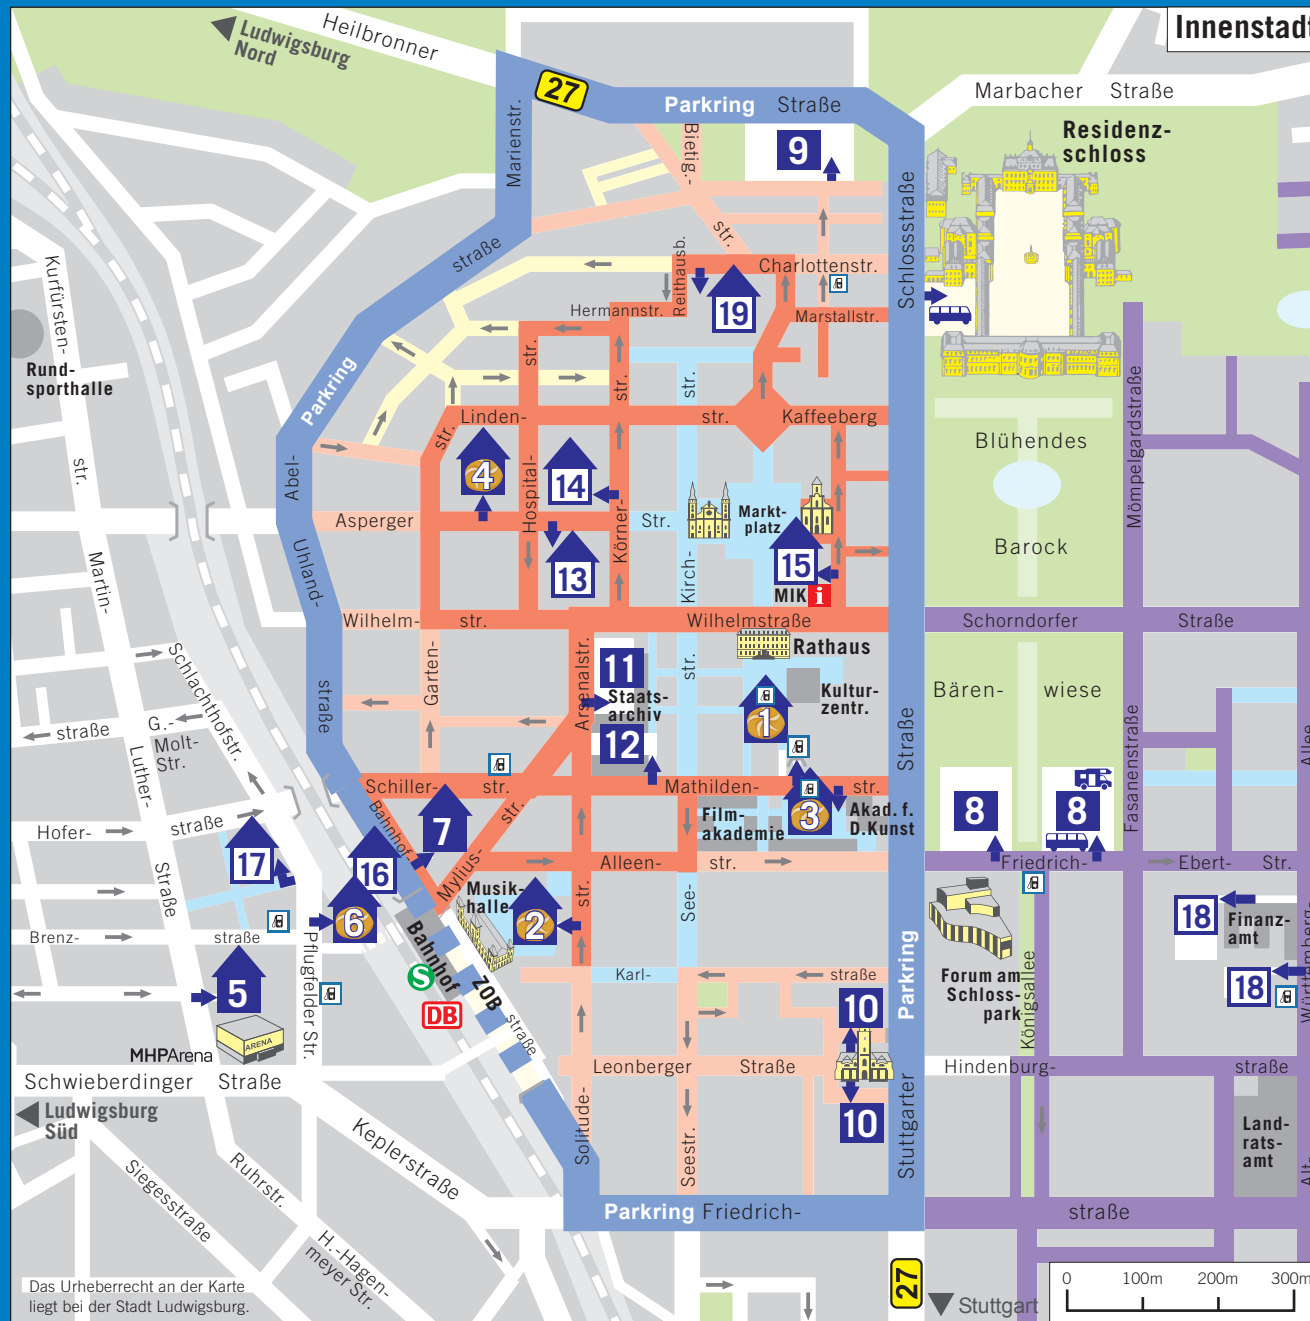 Innenstadt
Heilbronner
Ludwigsburg
Nord
27
Parkring Straße
Marbacher Straße
Marienstr.
Bietig.-
str.
9
Residenz-
schloss
straße
Schlossstraße
Reithausb.
Charlottenstr.
Hermannstr.
19
Marstallstr.
Kurfürsten-
str.
Rund-
sporthalle
Parkring
str.
str.
str.
Linden-
str.
Kaffeeberg
str.
Blühendes
Barock
Mömpelgardstraße
Abel-
4
14
Hospital-
Körner-
Asperger
Str.
Markt-
platz
13
15
MIK
i
Kirch-
Uhland-
Martin-
Wilhelm-
str.
Wilhelmstraße
Schorndorfer
Straße
Rathaus
Schlachthofstr.
Garten-
Arsenalstr.
11
Staats-
archiv
12
str.
1
Kultur-
zentr.
Bären-
wiese
straße
straße
G.-
Molt-
Str.
Luther-
Straße
Fasanenstraße
Allee
Schiller-
str.
Mathilden-
str.
Bahnhof-
7
str.
Mylius-
Film-
akademie
3
Akad. f.
D.Kunst
8
8
Hofer-
straße
17
16
Alleen-
str.
Friedrich-
Ebert-
Str.
Straße
6
Musik-
halle
2
str.
See-
18
Finanz-
amt
Brenz-
straße
Pflugfelder Str.
Bahnhof
S
DB
ZOB
straße
Karl-
straße
Parkring
Forum am
Schloss-
park
Königsallee
18
Württemberg-
5
ARENA
MHPArena
10
Leonberger
Straße
10
Hindenburg-
straße
Schwieberdinger
Straße
Ludwigsburg
Süd
Keplerstraße
Solitude-
Seestr.
Stuttgarter
Land-
rats-
amt
Alt-
Siegesstraße
Ruhrstr.
H.-Hagen-
meyer Str.
Parkring Friedrich-
straße
27
Stuttgart
0 100m 200m 300m
Das Urheberrecht an der Karte
liegt bei der Stadt Ludwigsburg.